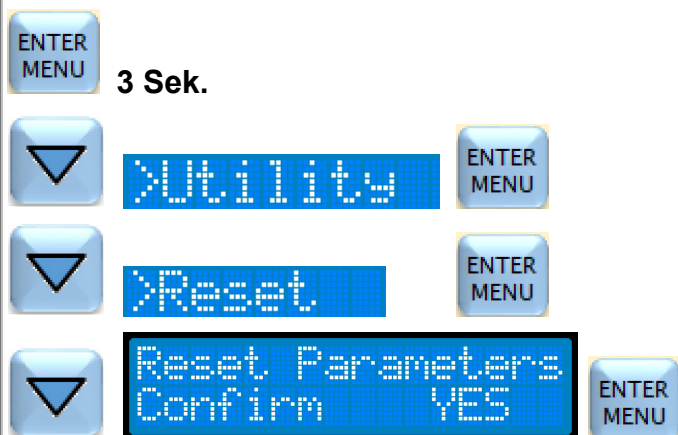 ENTER
MENU
3 Sek.
>Utility
ENTER
MENU
>Reset
ENTER
MENU
Reset Parameters
Confirm YES
ENTER
MENU